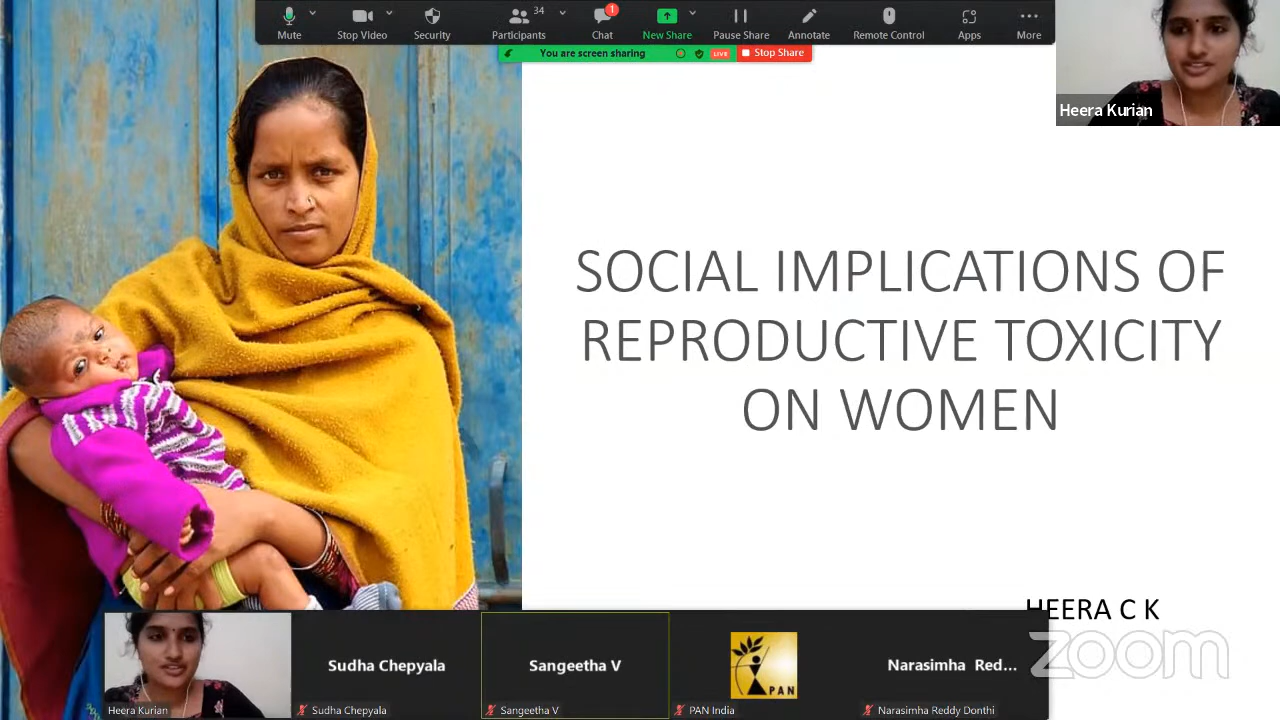 34
1
Mute
Stop Video
Security
Participants
Chat
New Share
Pause Share
Annotate
Remote Control
Apps
More
You are screen sharing
LIVE
Stop Share
Heera Kurian
SOCIAL IMPLICATIONS OF
REPRODUCTIVE TOXICITY
ON WOMEN
HEERA C K
zoom
Sudha Chepyala
Sangeetha V
PAN
Narasimha Red...
Heera Kurian
Sudha Chepyala
Sangeetha V
PAN India
Narasimha Reddy Donthi